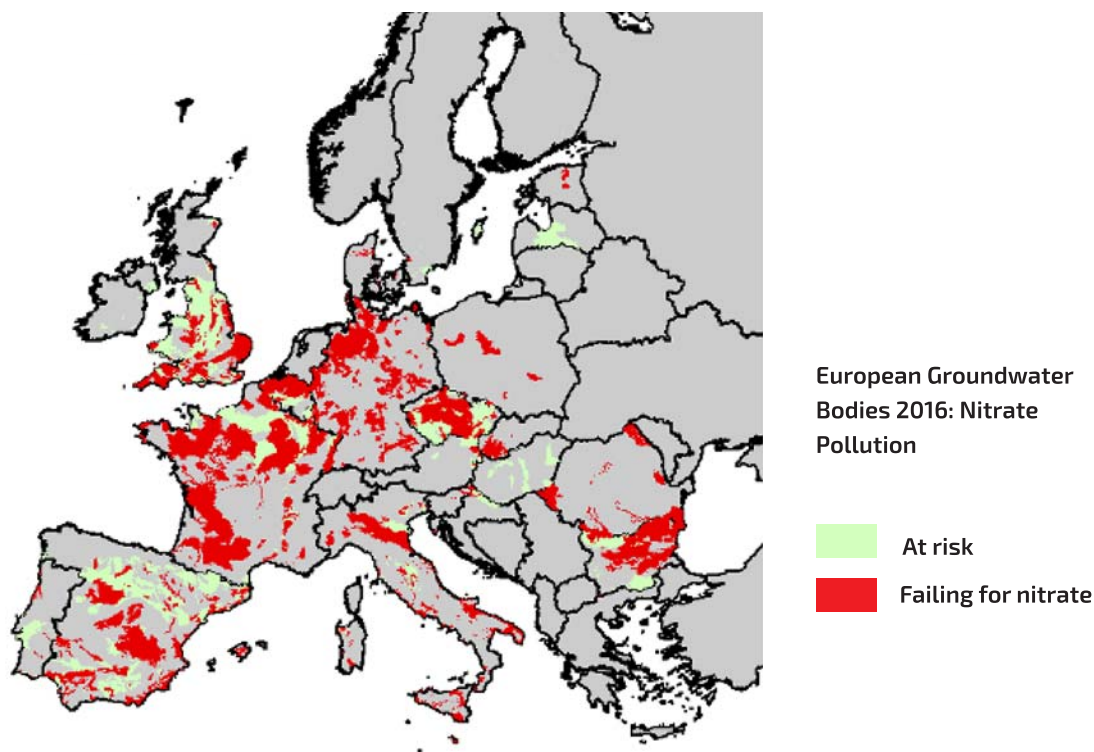 European Groundwater
Bodies 2016: Nitrate
Pollution
At risk
Failing for nitrate